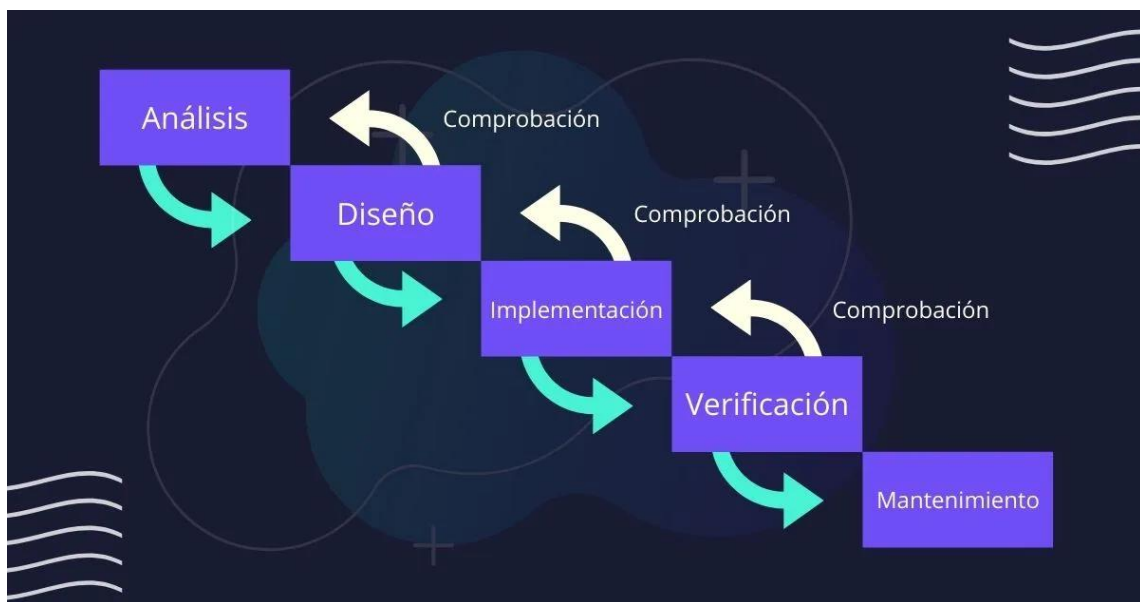 Análisis
Comprobación
Diseño
Comprobación
Implementación
Comprobación
Verificación
Mantenimiento